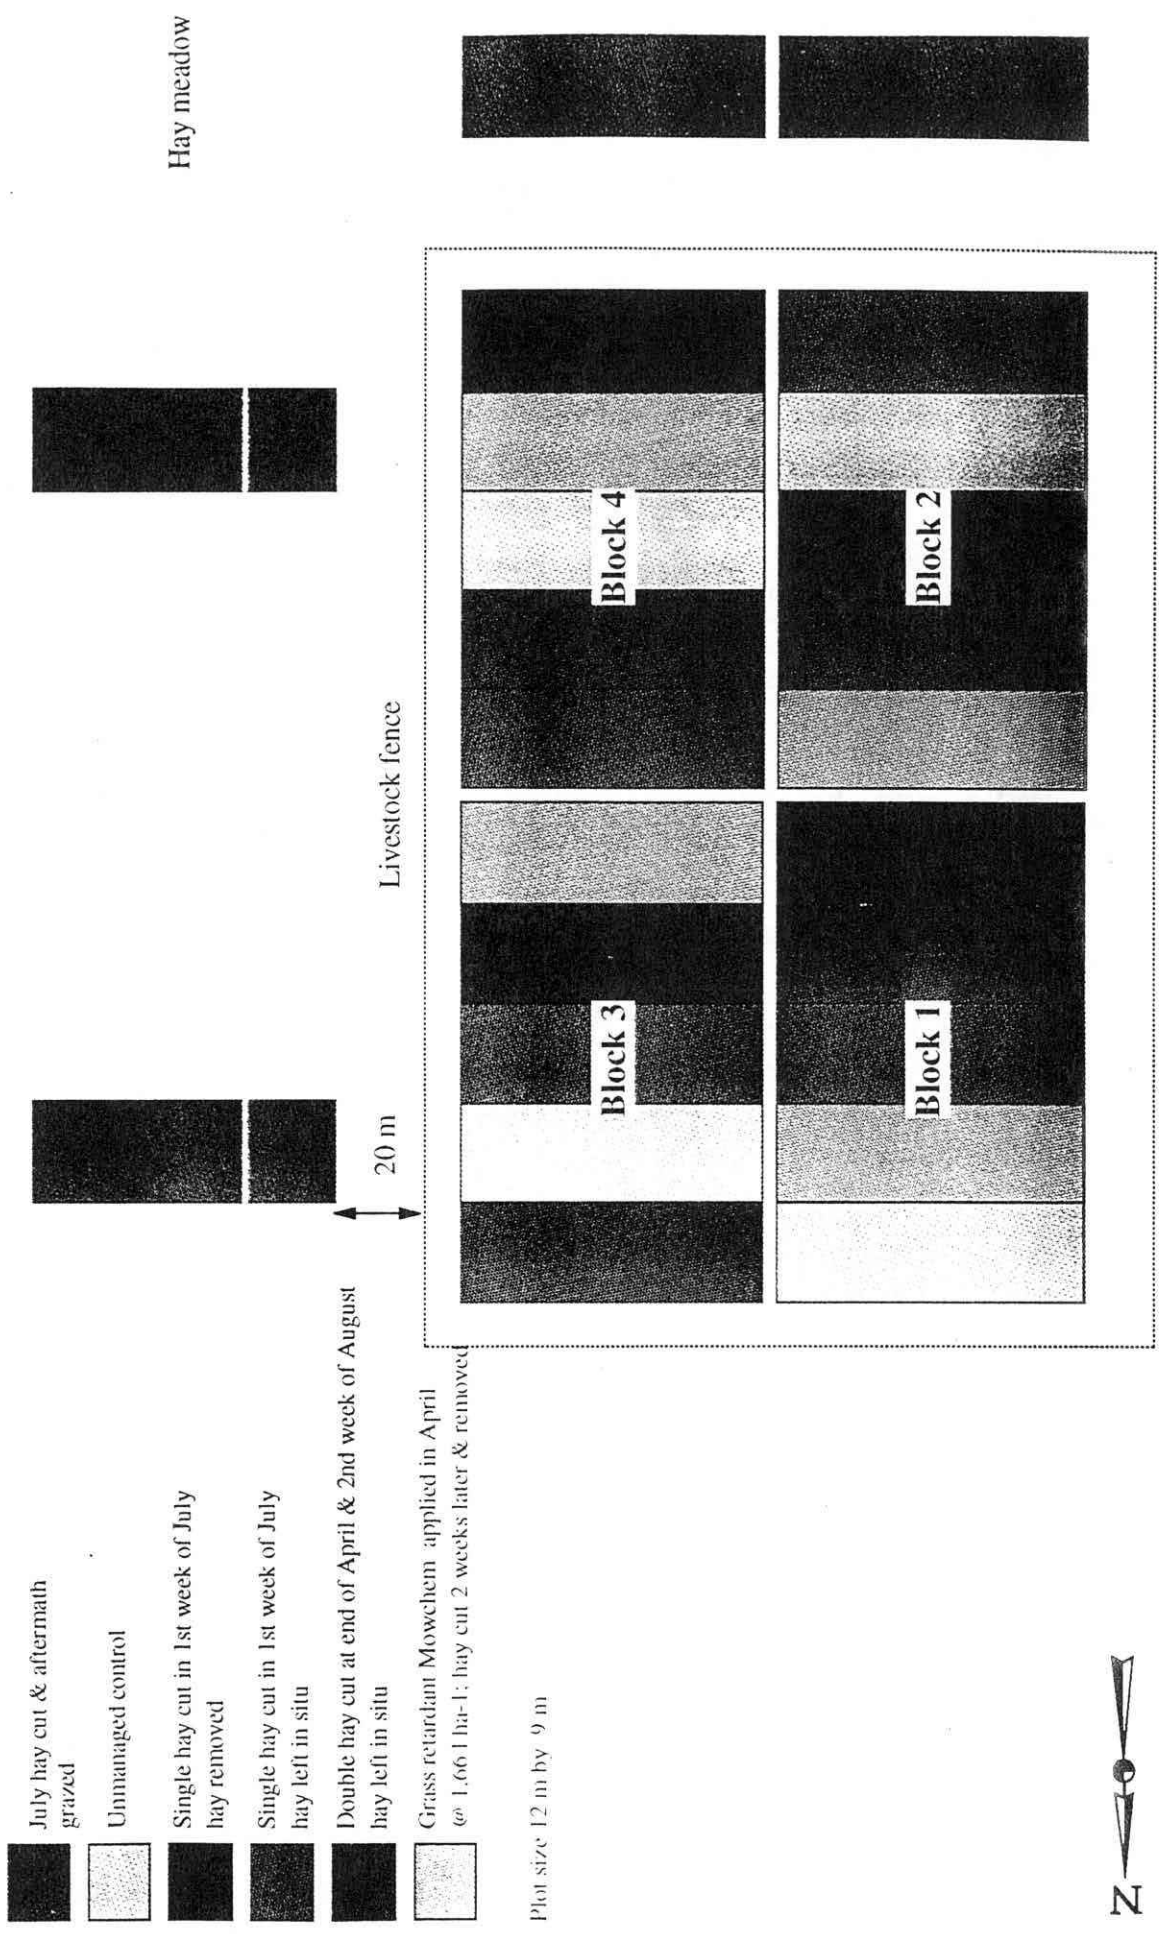 July hay cut & aftermath
grazed
Unmanaged control
Single hay cut in 1st week of July
hay removed
Single hay cut in 1st week of July
hay left in situ
Double hay cut at end of April & 2nd week of August
hay left in situ
Grass retardant Mowchem applied in April
@ 1.66 l ha-1; hay cut 2 weeks later & removed
Plot size 12 m by 9 m
20 m
Livestock fence
Hay meadow
Block 3
Block 4
Block 1
Block 2
N